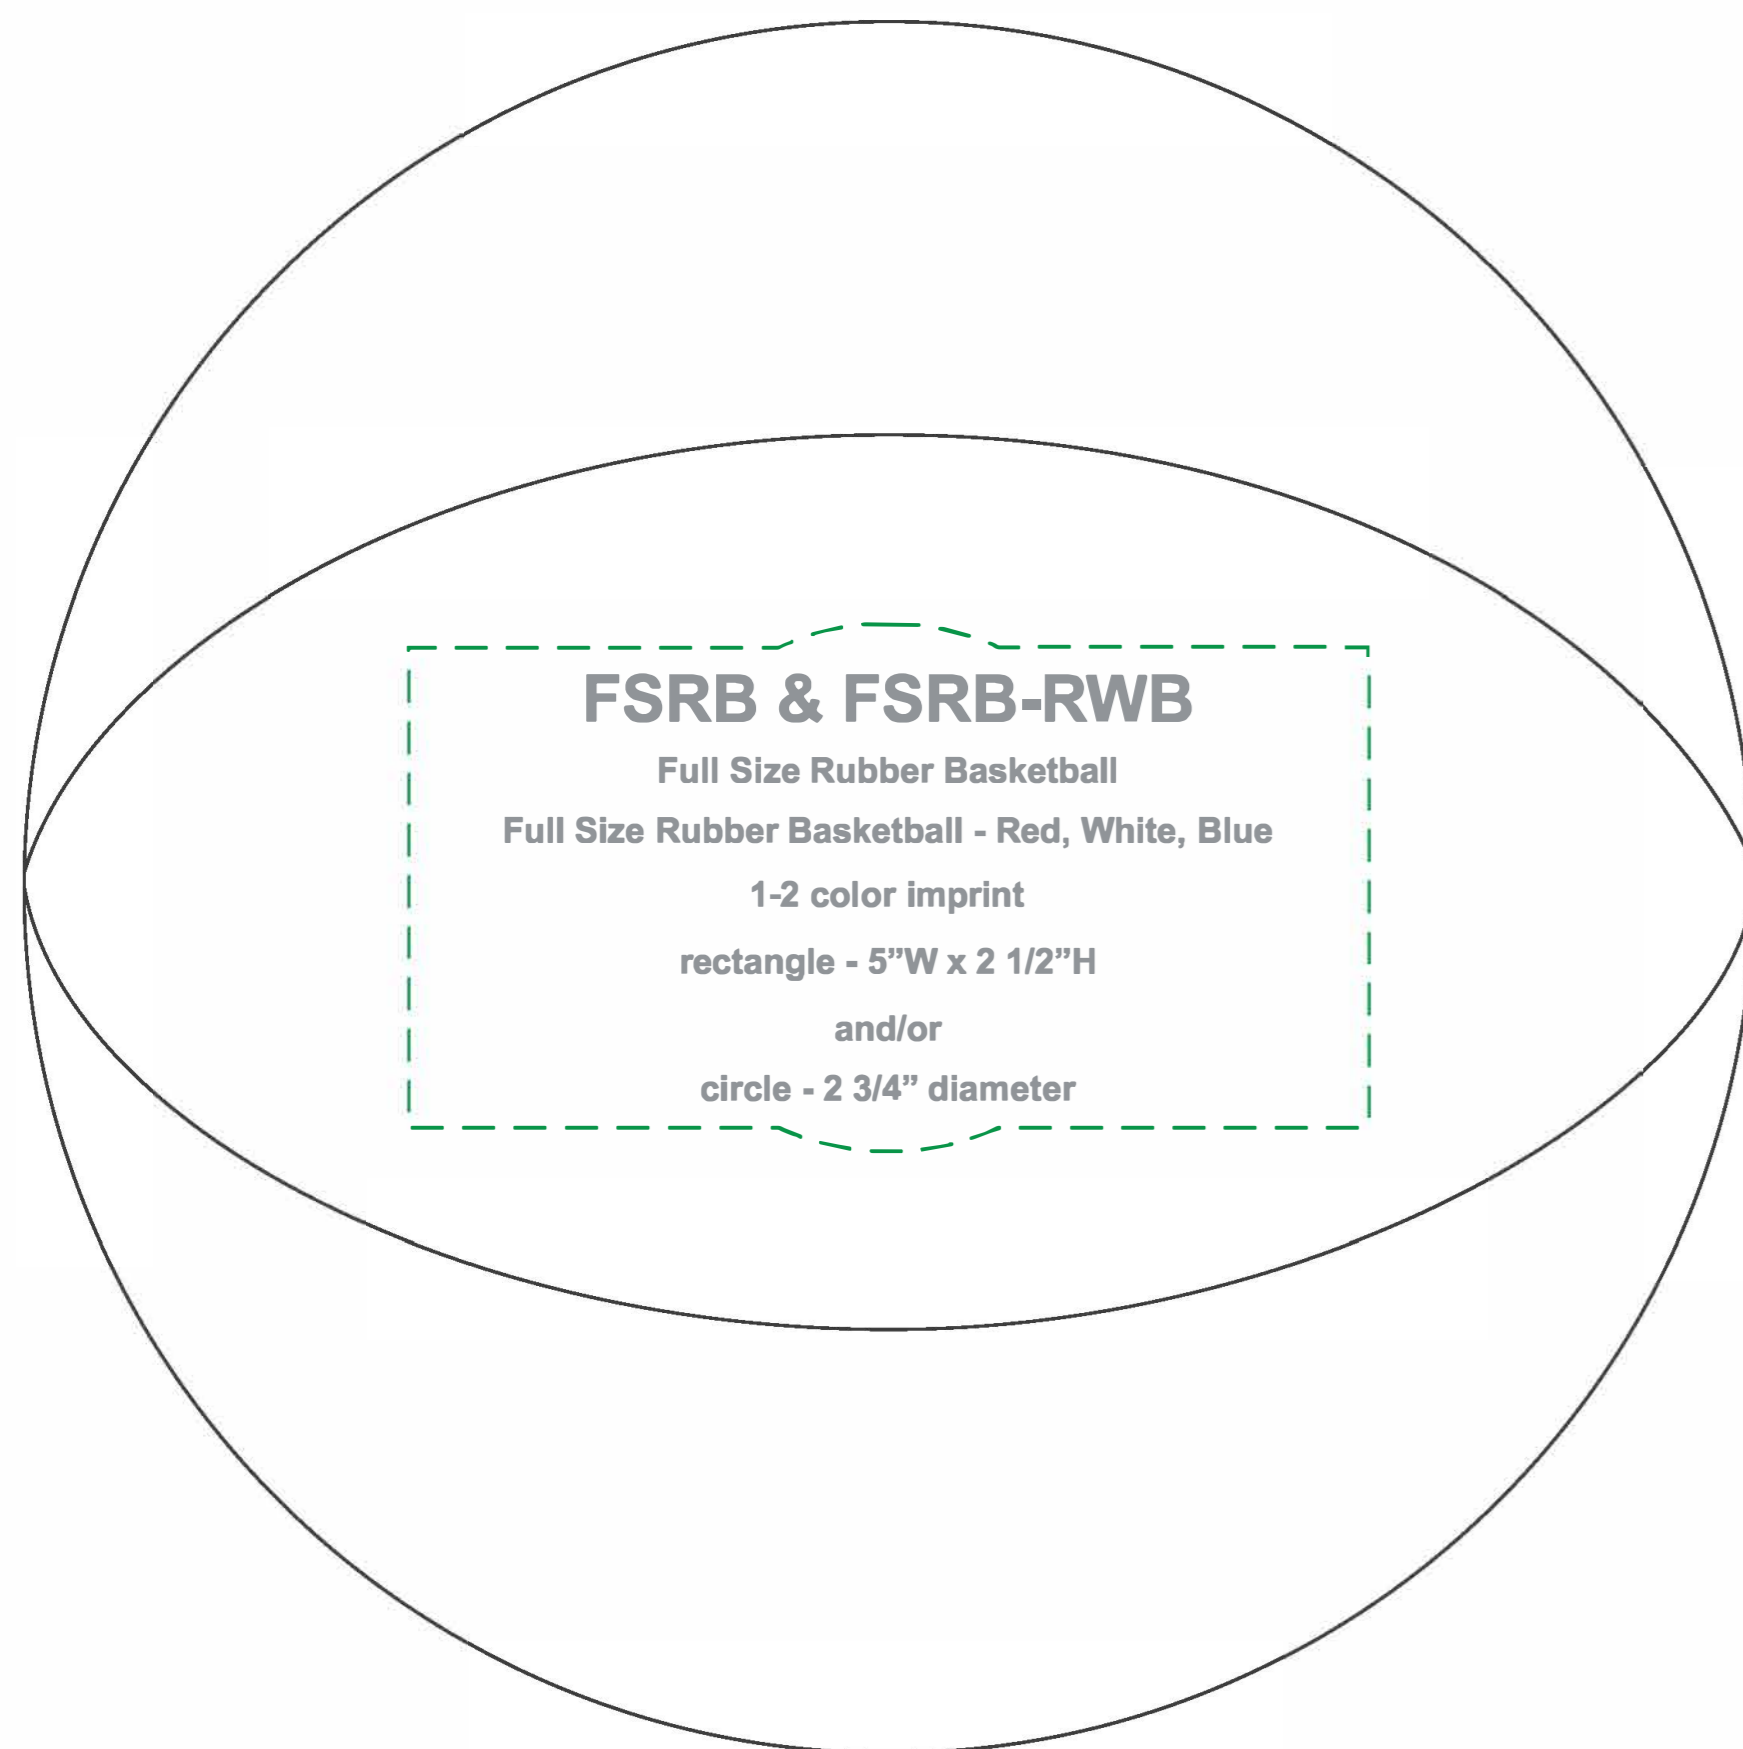 FSRB & FSRB-RWB
Full Size Rubber Basketball
Full Size Rubber Basketball - Red, White, Blue
1-2 color imprint
rectangle - 5”W x 2 1/2”H
and/or
circle - 2 3/4” diameter